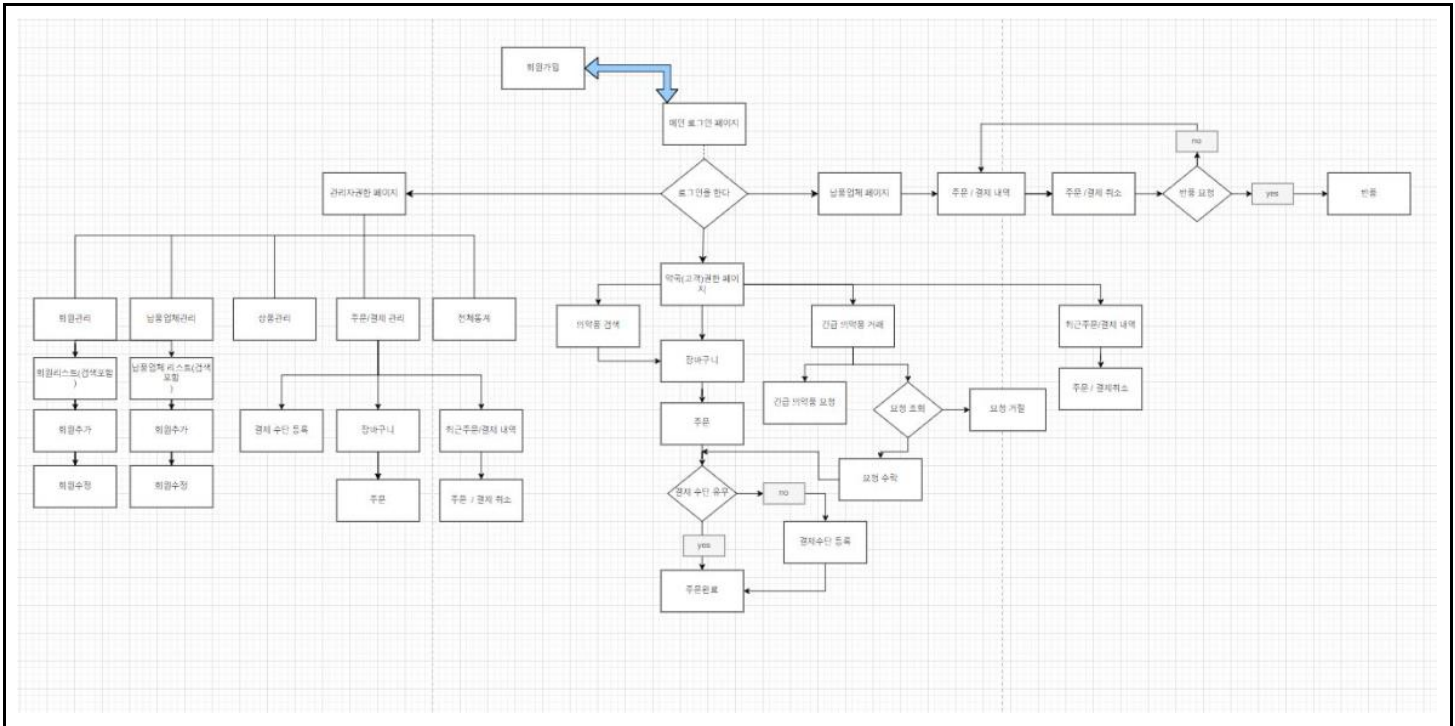 회원가입
메인 로그인 페이지
no
관리자권한 페이지
로그인을 한다
납품업체 페이지
주문 / 결제 내역
주문 /결제 취소
반품 요청
yes
반품
약국(고객)권한 페이
지
회원관리
납품업체관리
상품관리
주문/결제 관리
전체통계
의약품 검색
긴급 의약품 거래
최근주문/결제 내역
장바구니
회원리스트(검색포함
)
납품업체 리스트(검색
포함
)
긴급 의약품 요청
요청 조회
요청 거절
주문 / 결제취소
회원추가
회원추가
결제 수단 등록
장바구니
최근주문/결제 내역
주문
회원수정
회원수정
주문
주문 / 결제 취소
결제 수단 유무
no
요청 수락
yes
결제수단 등록
주문완료